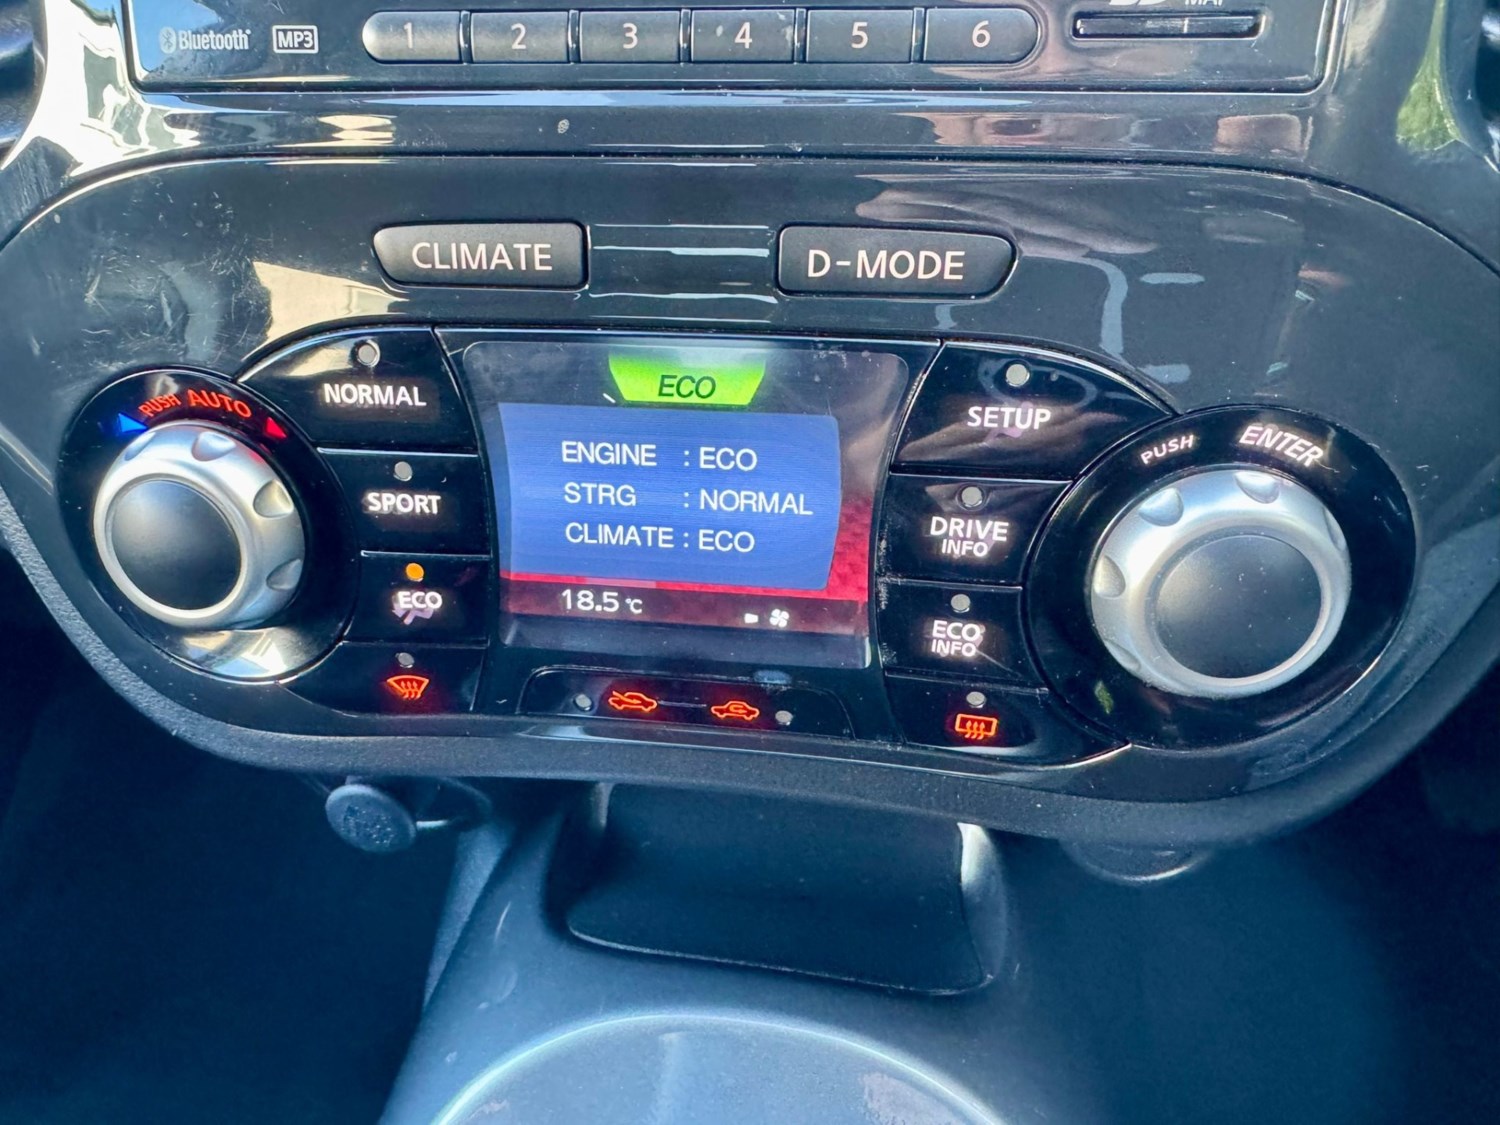 Bluetooth MP3 1 2 3 4 5 6
CLIMATE D-MODE
PUSH AUTO
NORMAL
SPORT
ECO
ECO
ENGINE : ECO
STRG : NORMAL
CLIMATE : ECO
18.5 °C
SETUP
DRIVE
INFO
ECO
INFO
PUSH ENTER